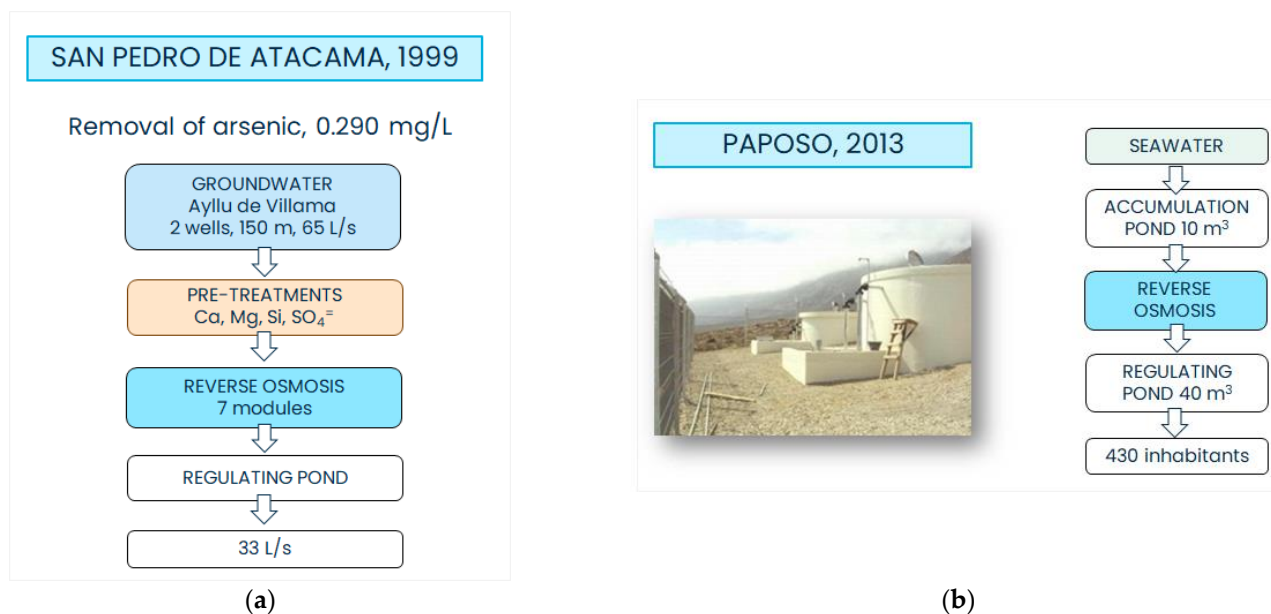 SAN PEDRO DE ATACAMA, 1999
Removal of arsenic, 0.290 mg/L
GROUNDWATER
Ayllu de Villama
2 wells, 150 m, 65 L/s
PRE-TREATMENTS
Ca, Mg, Si, SO₄⁼
REVERSE OSMOSIS
7 modules
REGULATING POND
33 L/s
(a)
PAPOSO, 2013
SEAWATER
ACCUMULATION
POND 10 m³
REVERSE
OSMOSIS
REGULATING
POND 40 m³
430 inhabitants
(b)